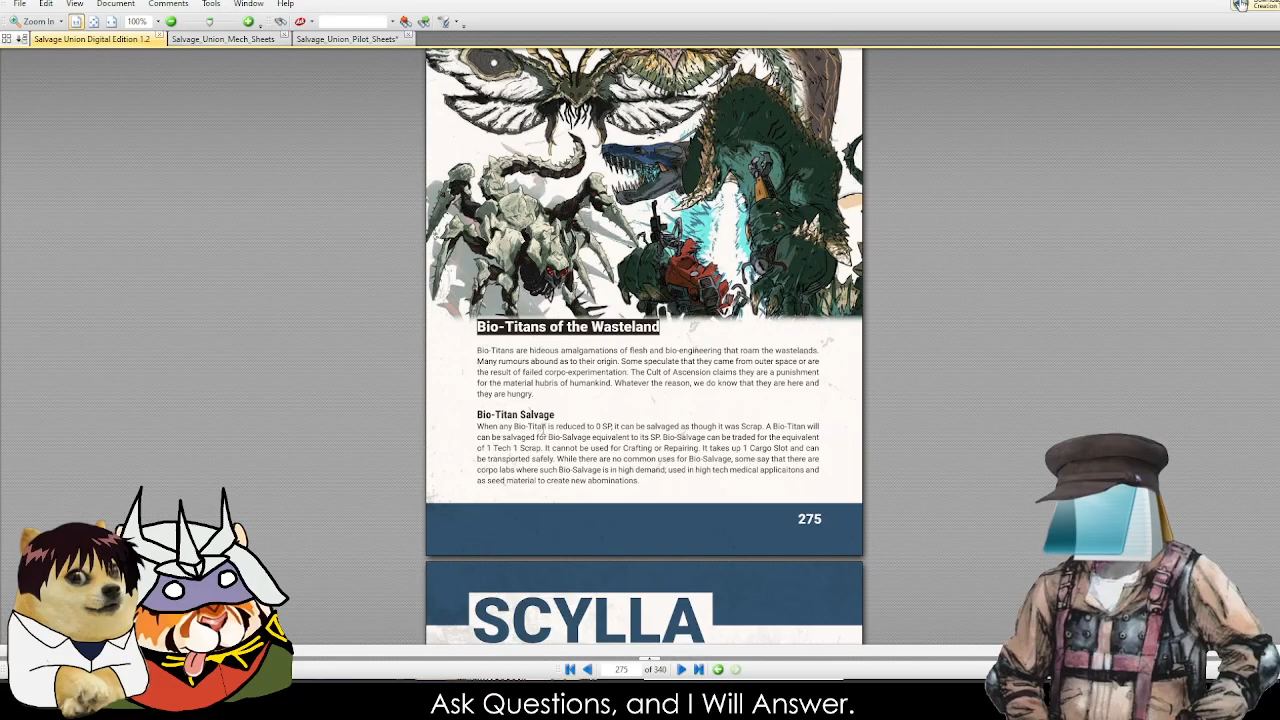 File Edit View Document Comments Tools Window Help
Zoom In 100%
Salvage Union Digital Edition 1.2 Salvage_Union_Mech_Sheets Salvage_Union_Pilot_Sheets*
Bio-Titans of the Wasteland
Bio-Titans are hideous amalgamations of flesh and bio-engineering that roam the wastelands.
Many rumours abound as to their origin. Some speculate that they came from outer space or are
the result of failed corpo-experimentation. The Cult of Ascension claims they are a punishment
for the material hubris of humankind. Whatever the reason, we do know that they are here and
they are hungry.
Bio-Titan Salvage
When any Bio-Titan is reduced to 0 SP, it can be salvaged as though it was Scrap. A Bio-Titan will
can be salvaged for Bio-Salvage equivalent to its SP. Bio-Salvage can be traded for the equivalent
of 1 Tech 1 Scrap. It cannot be used for Crafting or Repairing. It takes up 1 Cargo Slot and can
be transported safely. While there are no common uses for Bio-Salvage, some say that there are
corpo labs where such Bio-Salvage is in high demand; used in high tech medical applicaitons and
as seed material to create new abominations.
275
SCYLLA
275 of 340
Ask Questions, and I Will Answer.